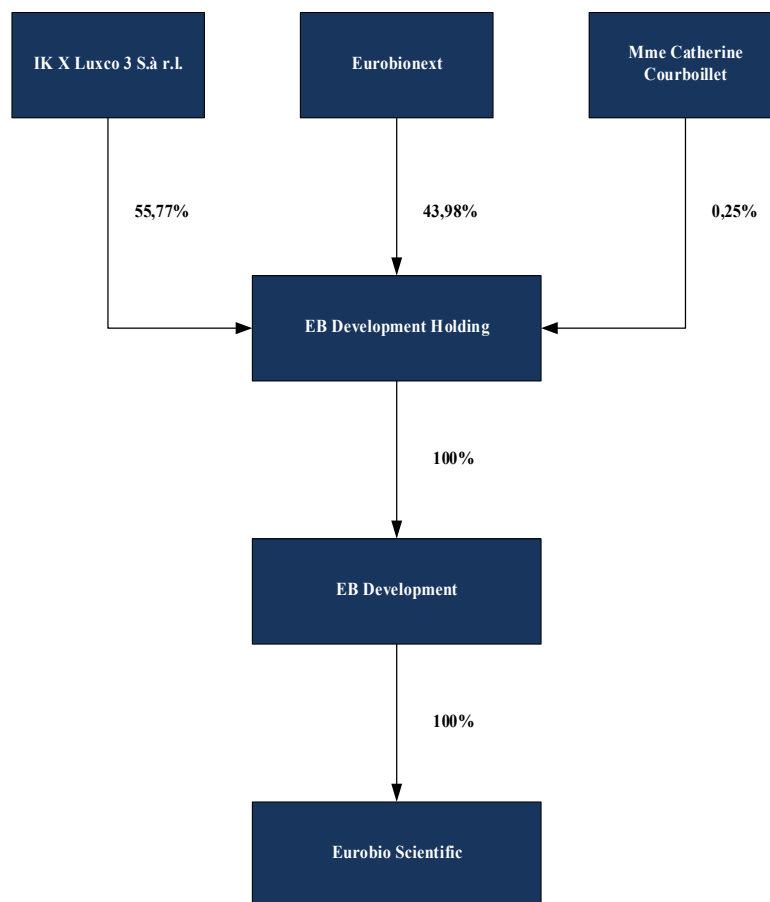 IK X Luxco 3 S.à r.l.
Eurobionext
Mme Catherine
Courboillet
55,77%
43,98%
0,25%
EB Development Holding
100%
EB Development
100%
Eurobio Scientific